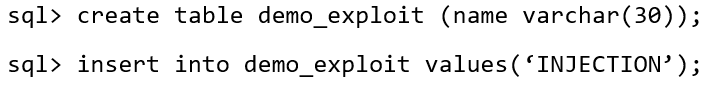 sql> create table demo_exploit (name varchar(30));
sql> insert into demo_exploit values(‘INJECTION’);